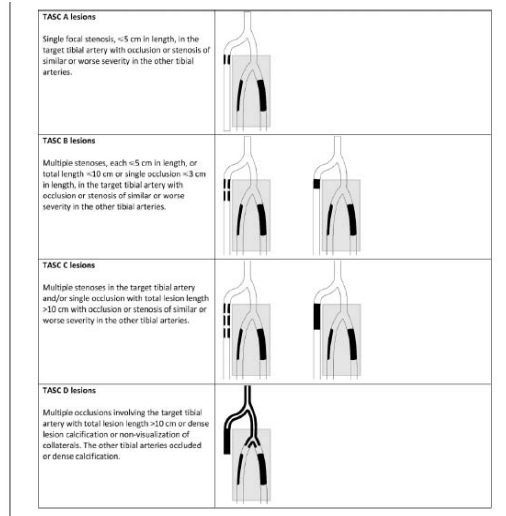 TASC A lesions
Single focal stenosis, ≤5 cm in length, in the
target tibial artery with occlusion or stenosis of
similar or worse severity in the other tibial
arteries.
TASC B lesions
Multiple stenoses, each ≤5 cm in length, or
total length ≤10 cm or single occlusion ≤3 cm
in length, in the target tibial artery with
occlusion or stenosis of similar or worse
severity in the other tibial arteries.
TASC C lesions
Multiple stenoses in the target tibial artery
and/or single occlusion with total lesion length
>10 cm with occlusion or stenosis of similar or
worse severity in the other tibial arteries.
TASC D lesions
Multiple occlusions involving the target tibial
artery with total lesion length >10 cm or dense
lesion calcification or non-visualization of
collaterals. The other tibial arteries occluded
or dense calcification.